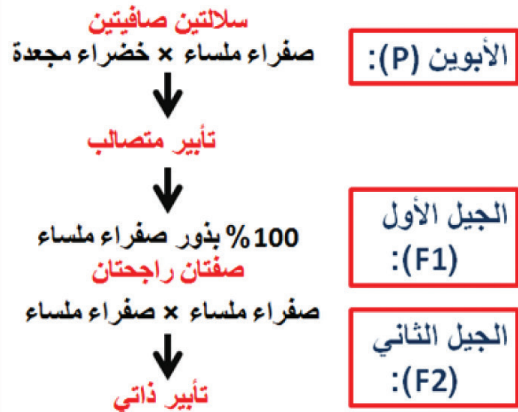 سلالتين صافيتين
الأبوين (P):
صفراء ملساء × خضراء مجعدة
تأبير متصالب
الجيل الأول
(F1):
100% بذور صفراء ملساء
صفتان راجحتان
الجيل الثاني
(F2):
صفراء ملساء × صفراء ملساء
تأبير ذاتي